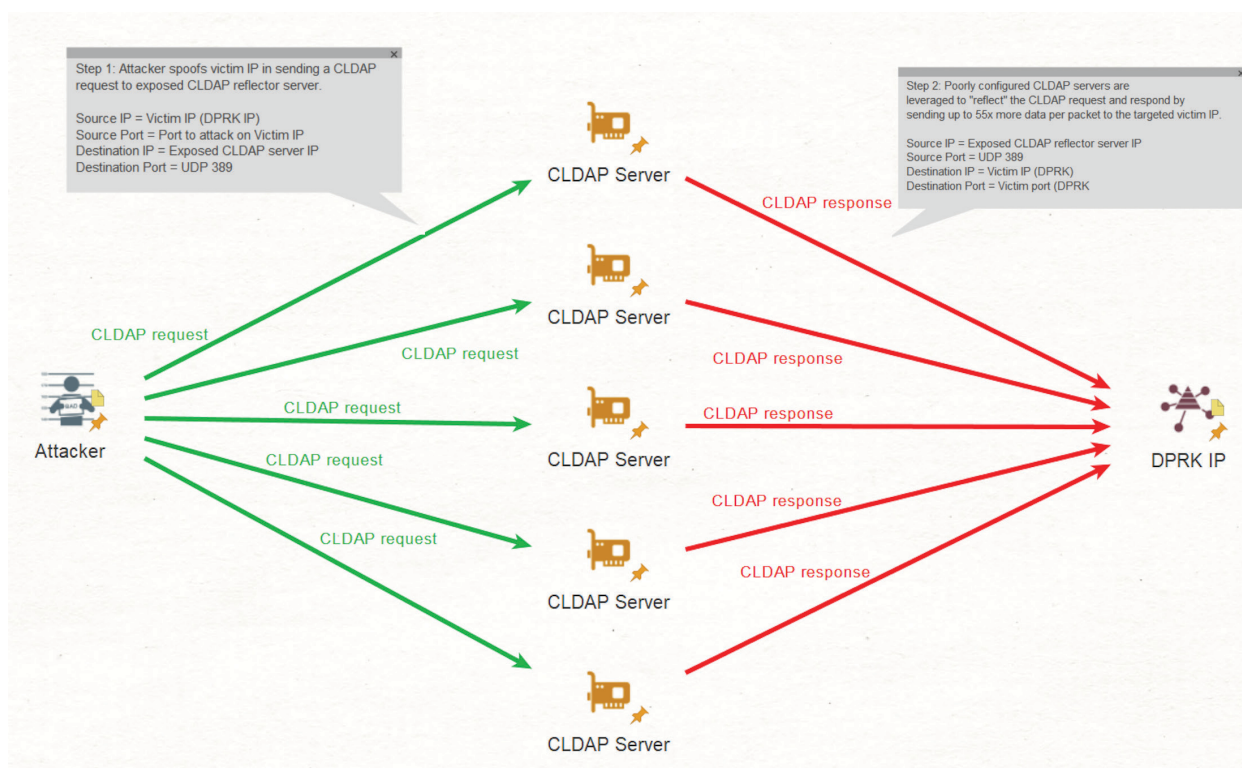 Step 1: Attacker spoofs victim IP in sending a CLDAP
request to exposed CLDAP reflector server.
Source IP = Victim IP (DPRK IP)
Source Port = Port to attack on Victim IP
Destination IP = Exposed CLDAP server IP
Destination Port = UDP 389
Step 2: Poorly configured CLDAP servers are
leveraged to "reflect" the CLDAP request and respond by
sending up to 55x more data per packet to the targeted victim IP.
Source IP = Exposed CLDAP reflector server IP
Source Port = UDP 389
Destination IP = Victim IP (DPRK)
Destination Port = Victim port (DPRK
CLDAP Server
CLDAP response
CLDAP Server
CLDAP request
CLDAP request
CLDAP response
CLDAP request
CLDAP response
BAD
Attacker
CLDAP request
CLDAP Server
DPRK IP
CLDAP response
CLDAP request
CLDAP response
CLDAP Server
CLDAP Server